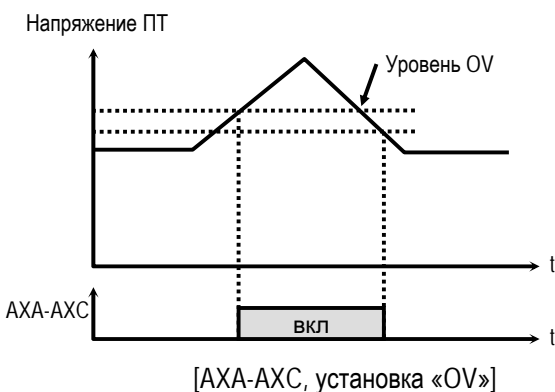 Напряжение ПТ
Уровень OV
t
AXA-AXC
вкл
t
[AXA-AXC, установка «OV»]